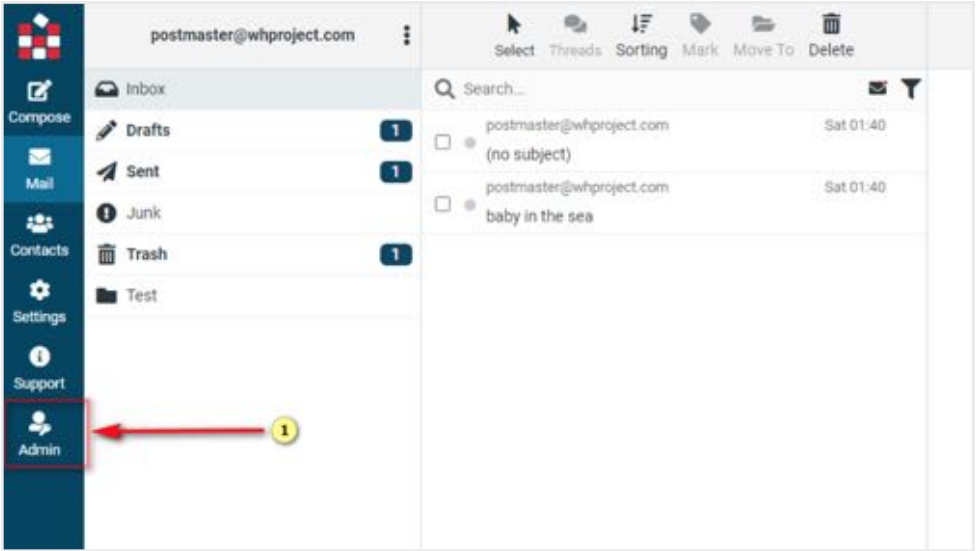 postmaster@whproject.com
Select Threads Sorting Mark Move To Delete
Compose
Mail
Contacts
Settings
Support
Admin
Inbox
Drafts 1
Sent 1
Junk
Trash 1
Test
Search...
postmaster@whproject.com Sat 01:40
(no subject)
postmaster@whproject.com Sat 01:40
baby in the sea
1